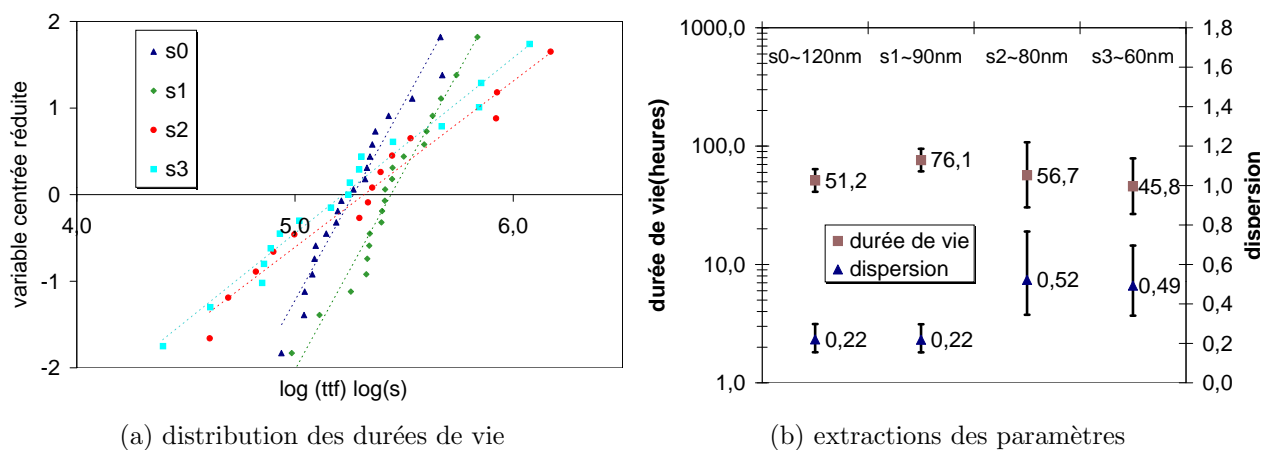 2
1
0
-1
-2
variable centrée réduite
s0
s1
s2
s3
4,0
5,0
6,0
log (ttf) log(s)
(a) distribution des durées de vie
1000,0
100,0
10,0
1,0
durée de vie(heures)
s0~120nm
s1~90nm
s2~80nm
s3~60nm
51,2
76,1
56,7
45,8
durée de vie
dispersion
0,22
0,22
0,52
0,49
1,8
1,6
1,4
1,2
1,0
0,8
0,6
0,4
0,2
0,0
dispersion
(b) extractions des paramètres